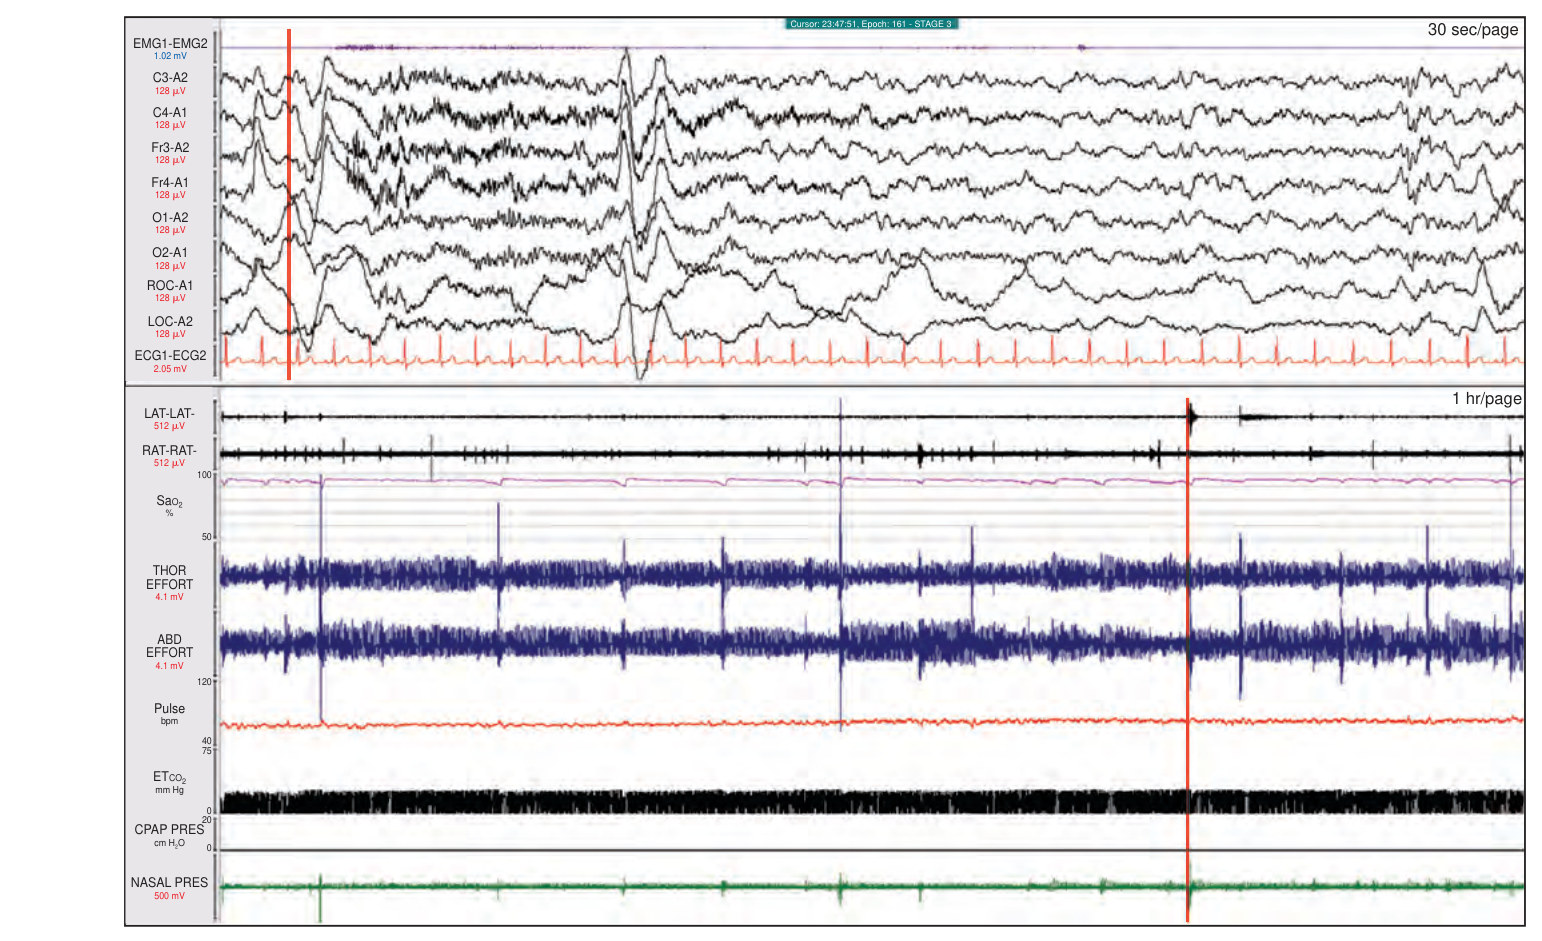 Cursor: 23:47:51, Epoch: 161 - STAGE 3
30 sec/page
EMG1-EMG2
1.02 mV
C3-A2
128 µV
C4-A1
128 µV
Fr3-A2
128 µV
Fr4-A1
128 µV
O1-A2
128 µV
O2-A1
128 µV
ROC-A1
128 µV
LOC-A2
128 µV
ECG1-ECG2
2.05 mV
1 hr/page
LAT-LAT-
512 µV
RAT-RAT-
512 µV
100
SaO₂
%
50
THOR
EFFORT
4.1 mV
ABD
EFFORT
4.1 mV
120
Pulse
bpm
40
75
ETCO₂
mm Hg
0
20
CPAP PRES
cm H₂O
0
NASAL PRES
500 mV